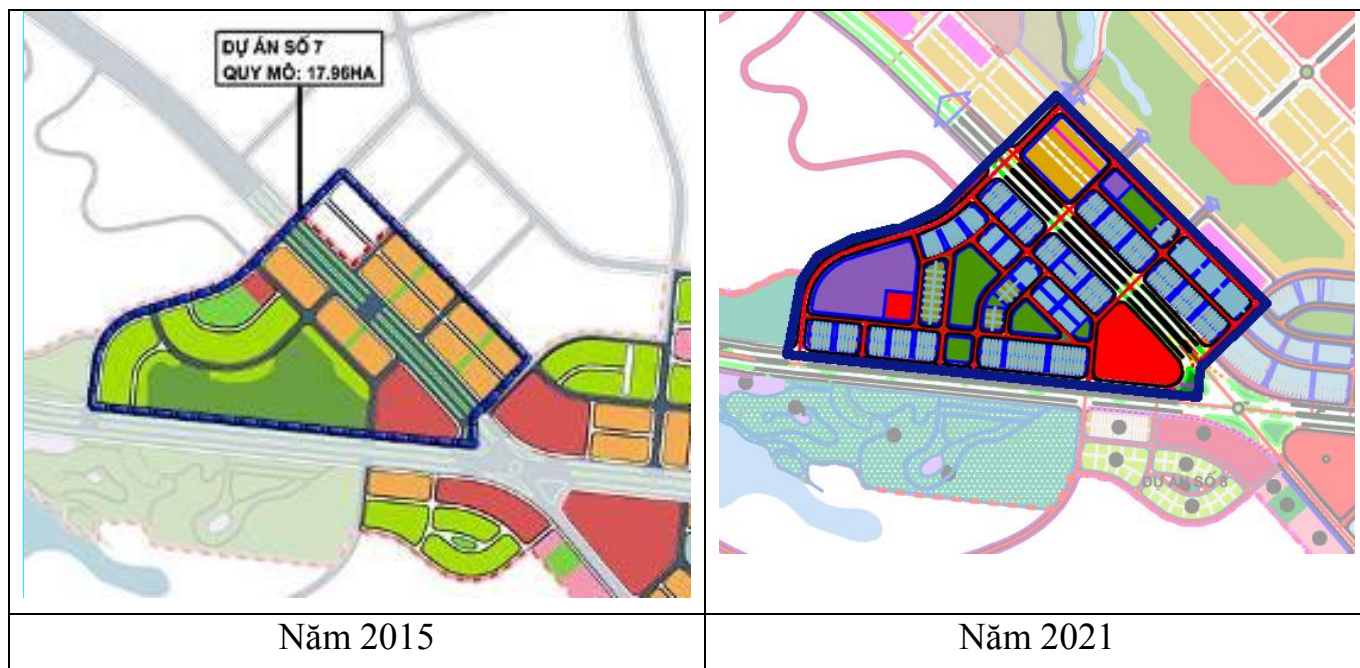 DỰ ÁN SỐ 7
QUY MÔ: 17.96HA
DỰ ÁN SỐ 8
Năm 2015
Năm 2021